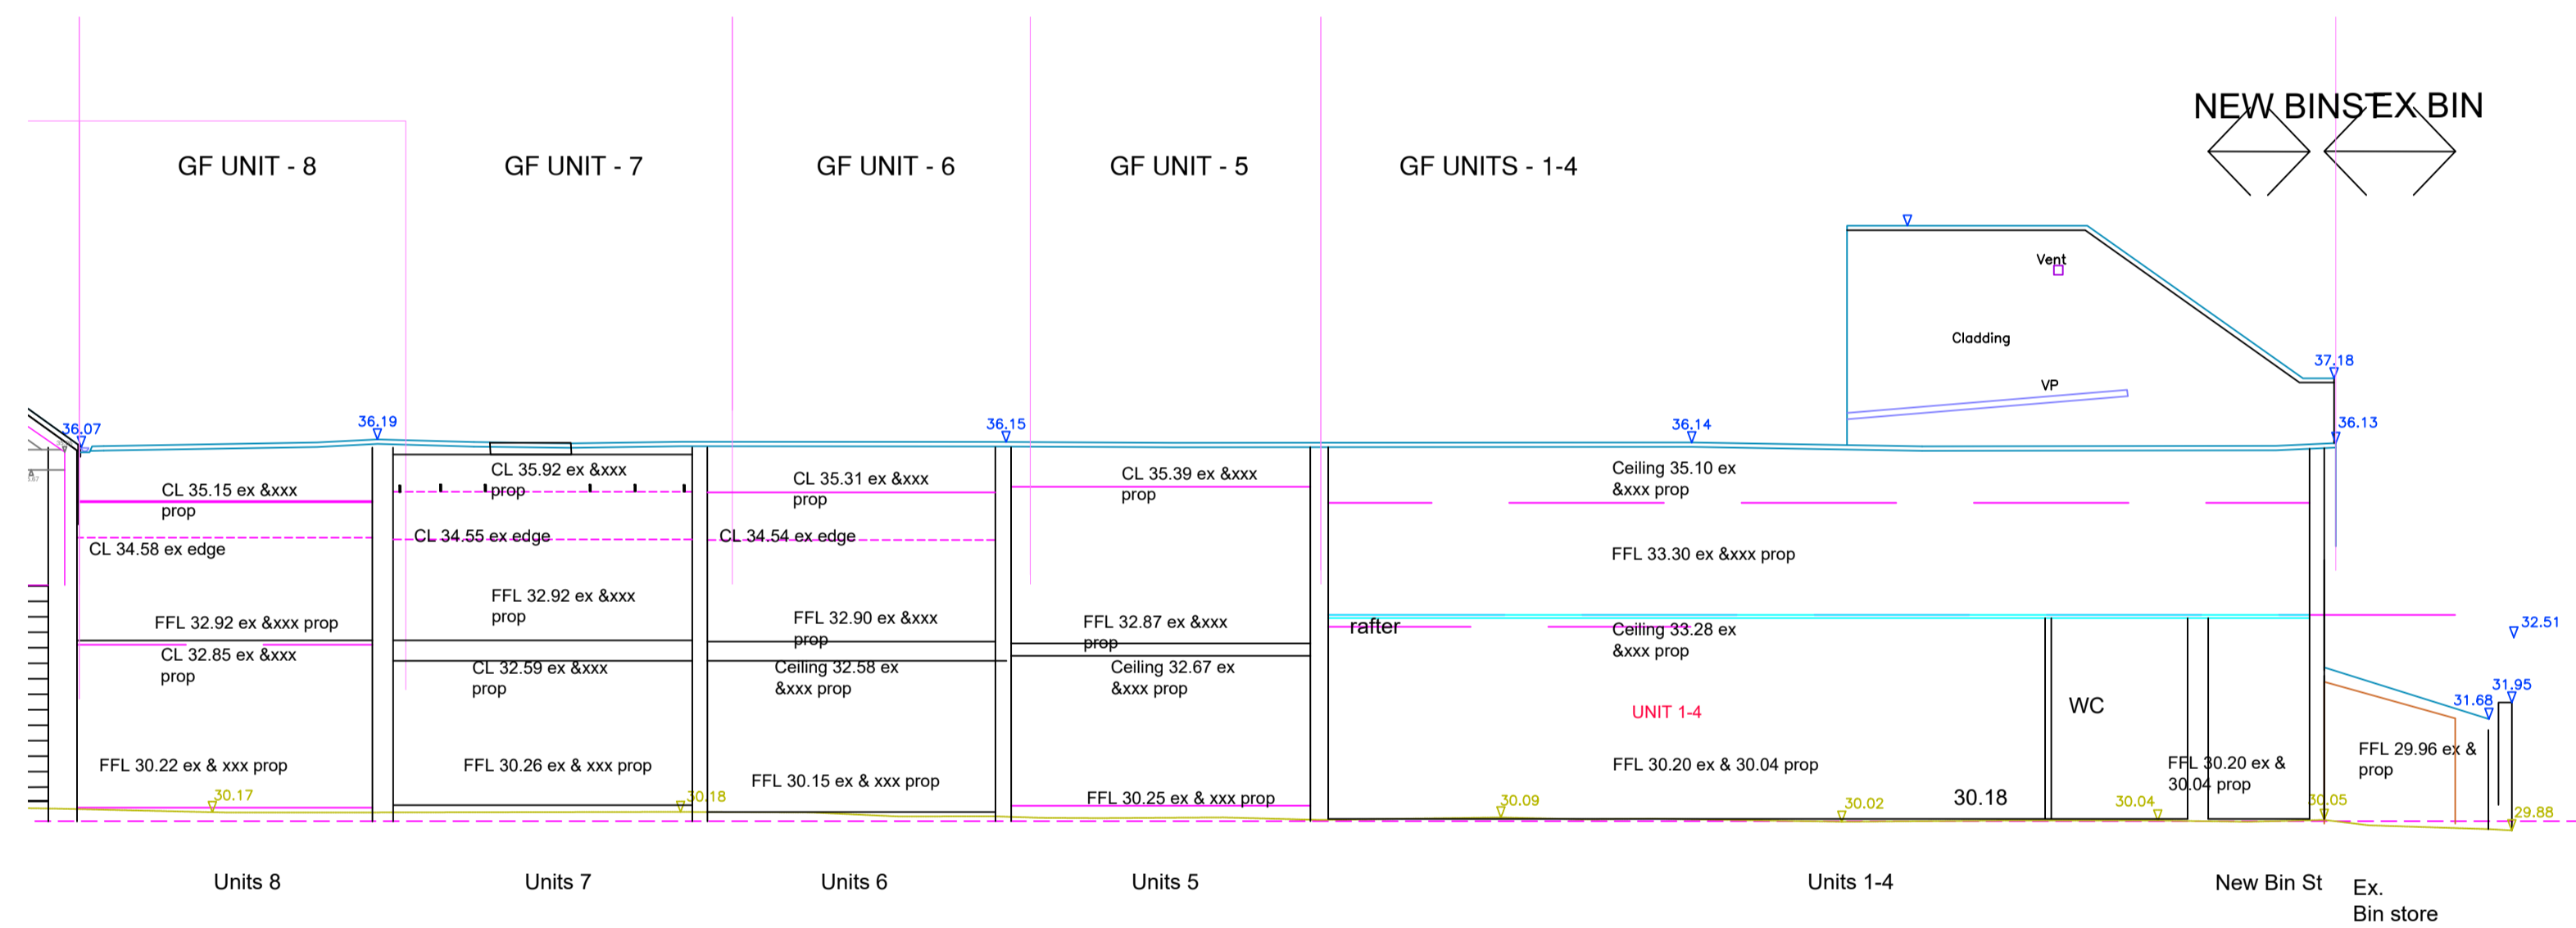 NEW BINST
EX BIN
GF UNIT - 8
GF UNIT - 7
GF UNIT - 6
GF UNIT - 5
GF UNITS - 1-4
Vent
Cladding
VP
37.18
36.07
36.19
36.15
36.14
36.13
CL 35.15 ex &xxx
prop
CL 34.58 ex edge
FFL 32.92 ex &xxx prop
CL 32.85 ex &xxx
prop
FFL 30.22 ex & xxx prop
30.17
CL 35.92 ex &xxx
prop
CL 34.55 ex edge
FFL 32.92 ex &xxx
prop
CL 32.59 ex &xxx
prop
FFL 30.26 ex & xxx prop
30.18
CL 35.31 ex &xxx
prop
CL 34.54 ex edge
FFL 32.90 ex &xxx
prop
Ceiling 32.58 ex
&xxx prop
FFL 30.15 ex & xxx prop
CL 35.39 ex &xxx
prop
FFL 32.87 ex &xxx
prop
Ceiling 32.67 ex
&xxx prop
FFL 30.25 ex & xxx prop
Ceiling 35.10 ex
&xxx prop
FFL 33.30 ex &xxx prop
rafter
Ceiling 33.28 ex
&xxx prop
UNIT 1-4
FFL 30.20 ex & 30.04 prop
30.09
30.02
30.18
WC
30.04
FFL 30.20 ex &
30.04 prop
30.05
32.51
31.95
31.68
FFL 29.96 ex &
prop
29.88
Units 8
Units 7
Units 6
Units 5
Units 1-4
New Bin St
Ex.
Bin store